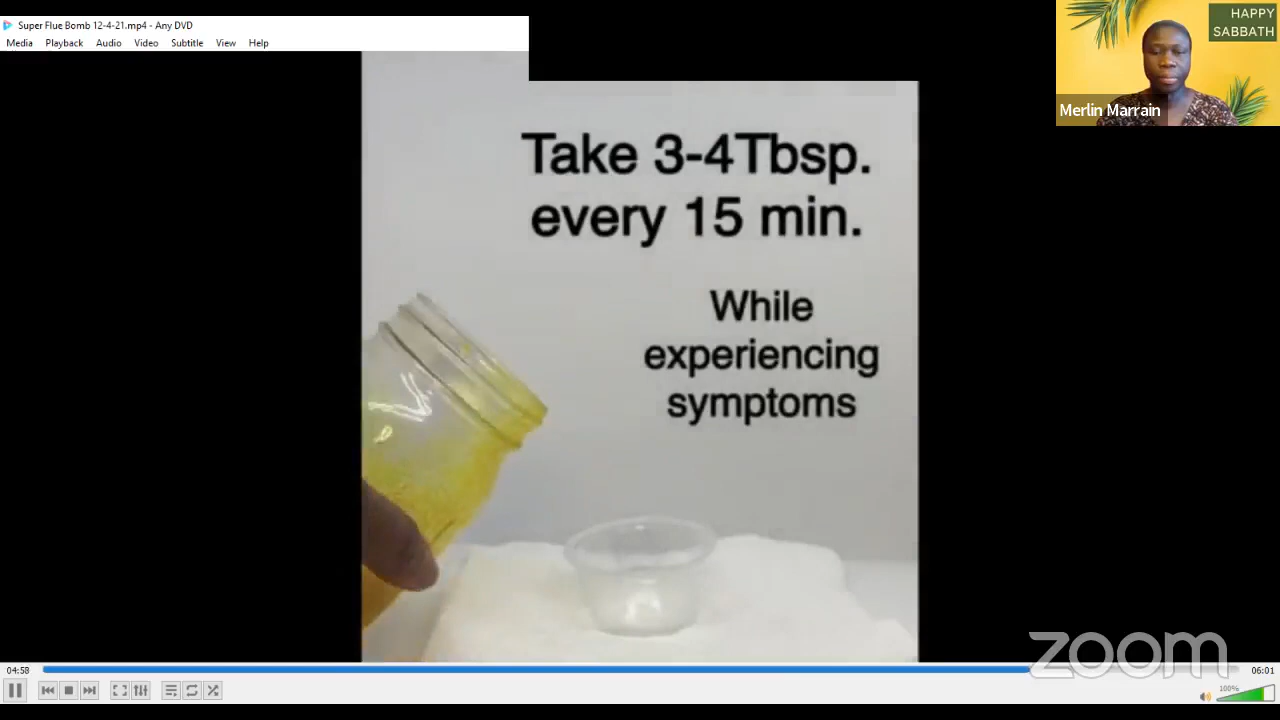 Super Flue Bomb 12-4-21.mp4 - Any DVD
Media Playback Audio Video Subtitle View Help
HAPPY
SABBATH
Merlin Marrain
Take 3-4Tbsp.
every 15 min.
While
experiencing
symptoms
04:58
06:01
zoom
100%